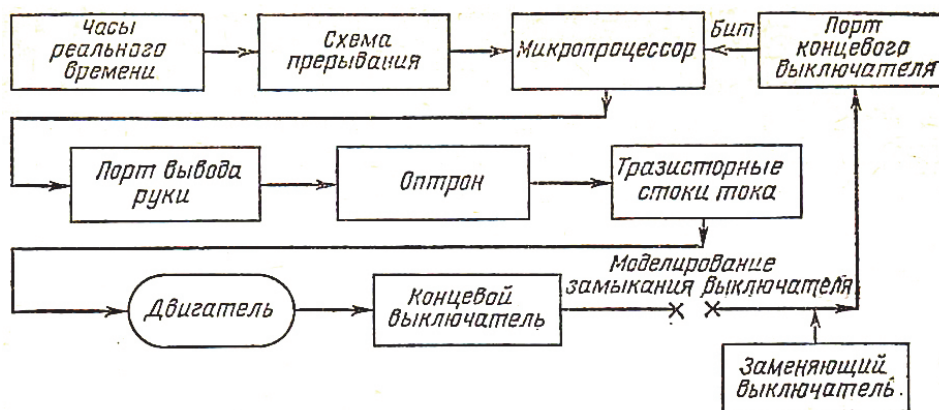 Часы
реального
времени
Схема
прерывания
Микропроцессор
Бит
Порт
концевого
выключателя
Порт вывода
руки
Оптрон
Тразисторные
стоки тока
Двигатель
Концевой
выключатель
Моделирование
замыкания выключателя
Заменяющий
выключатель